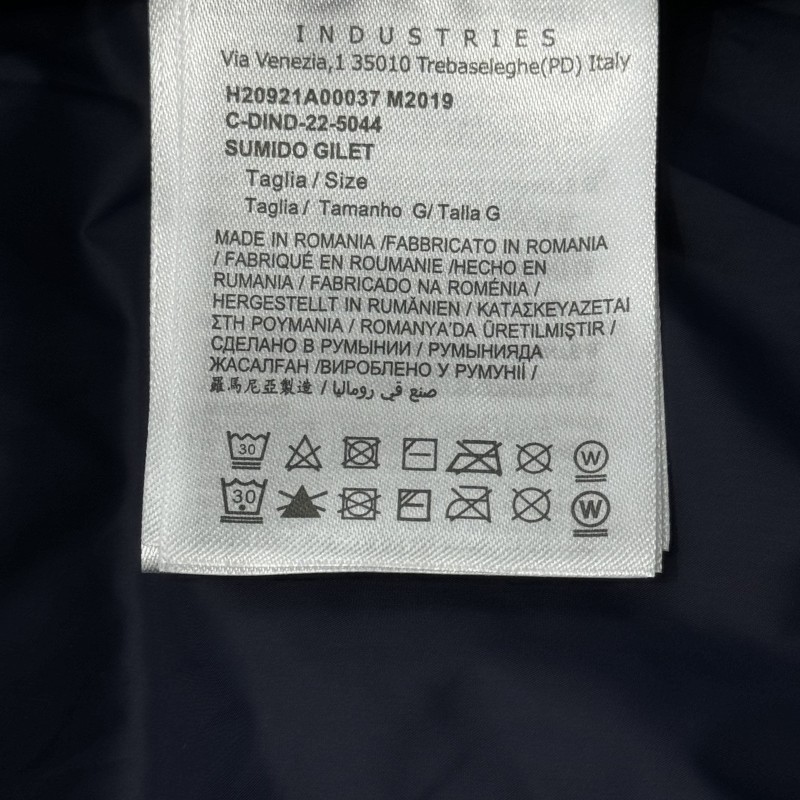 INDUSTRIES
Via Venezia,1 35010 Trebaseleghe(PD) Italy
H20921A00037 M2019
C-DIND-22-5044
SUMIDO GILET
Taglia / Size
Taglia / Tamanho G/ Talla G
MADE IN ROMANIA /FABBRICATO IN ROMANIA
/ FABRIQUÉ EN ROUMANIE /HECHO EN
RUMANIA / FABRICADO NA ROMÉNIA /
HERGESTELLT IN RUMÄNIEN / ΚΑΤΑΣΚΕΥΑΖΕΤΑΙ
ΣΤΗ ΡΟΥΜΑΝΙΑ / ROMANYA'DA ÜRETILMIŞTIR /
СДЕЛАНО В РУМЫНИИ / РУМЫНИЯДА
ЖАСАЛҒАН /ВИРОБЛЕНО У РУМУНІЇ /
羅馬尼亞製造 / صنع في رومانيا
30 W
30 W